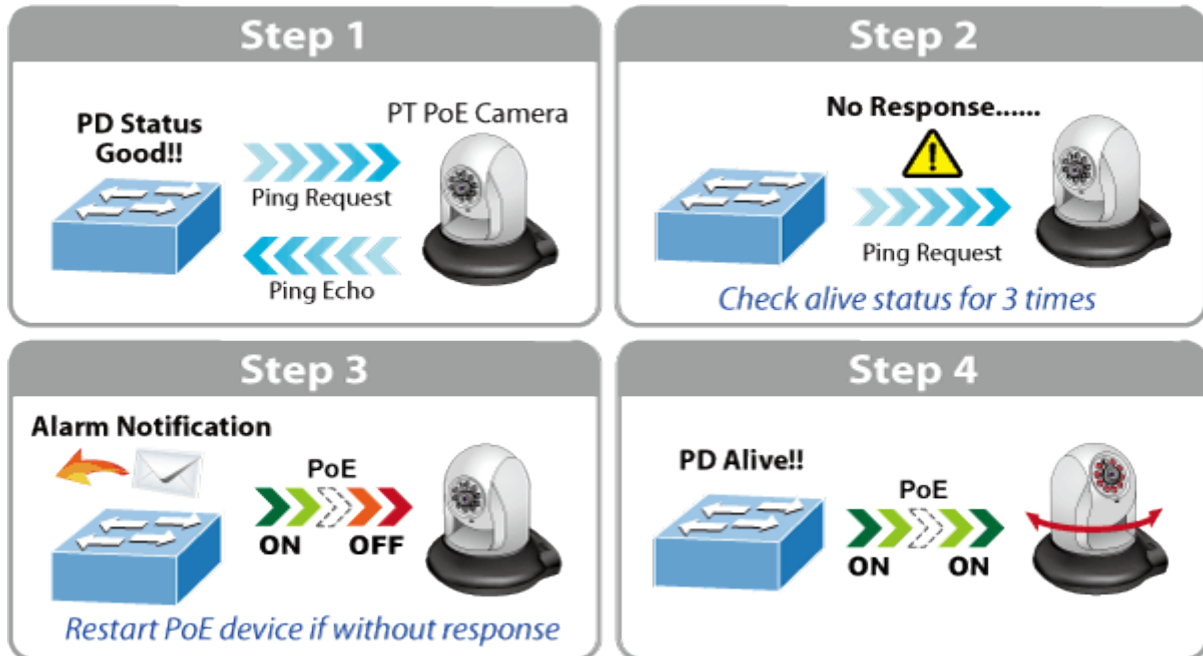 Step 1
PD Status
Good!!
PT PoE Camera
Ping Request
Ping Echo
Step 2
No Response......
Ping Request
Check alive status for 3 times
Step 3
Alarm Notification
PoE
ON OFF
Restart PoE device if without response
Step 4
PD Alive!!
PoE
ON ON